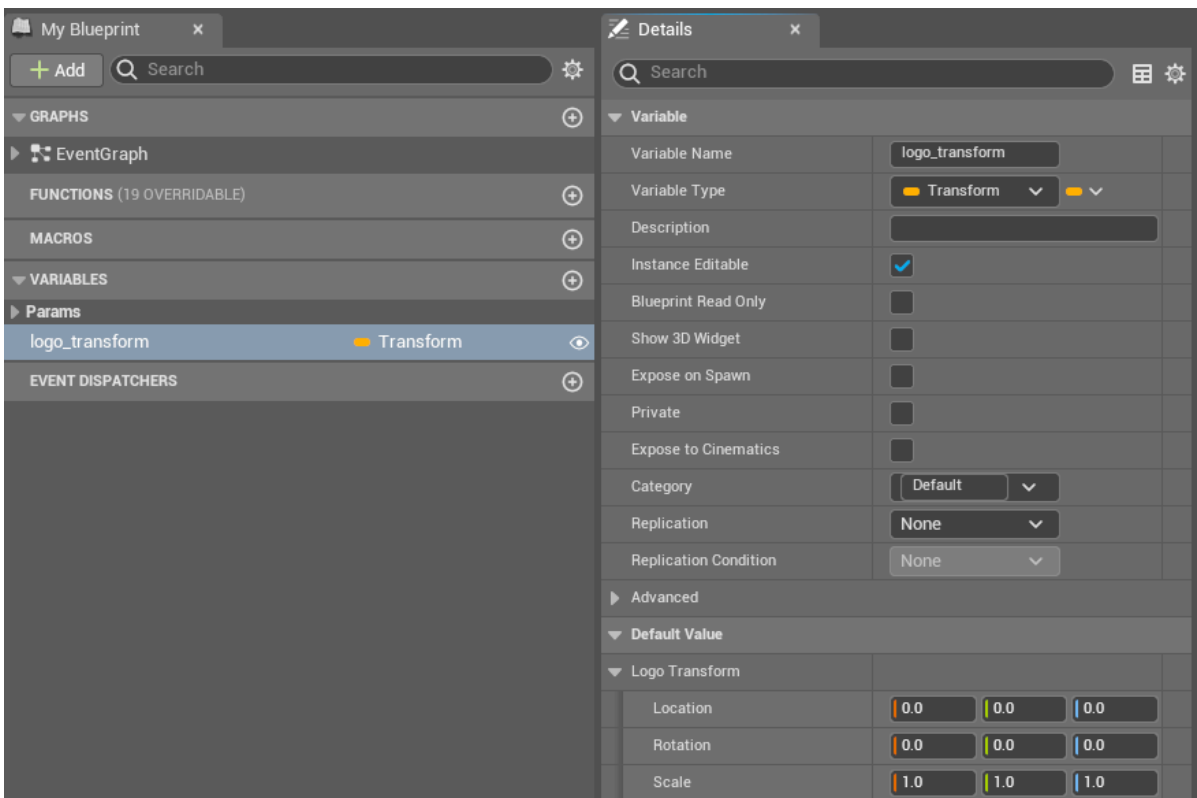 My Blueprint
Add
Search
GRAPHS
EventGraph
FUNCTIONS (19 OVERRIDABLE)
MACROS
VARIABLES
Params
logo_transform Transform
EVENT DISPATCHERS
Details
Search
Variable
Variable Name logo_transform
Variable Type Transform
Description
Instance Editable
Blueprint Read Only
Show 3D Widget
Expose on Spawn
Private
Expose to Cinematics
Category Default
Replication None
Replication Condition None
Advanced
Default Value
Logo Transform
Location 0.0 0.0 0.0
Rotation 0.0 0.0 0.0
Scale 1.0 1.0 1.0